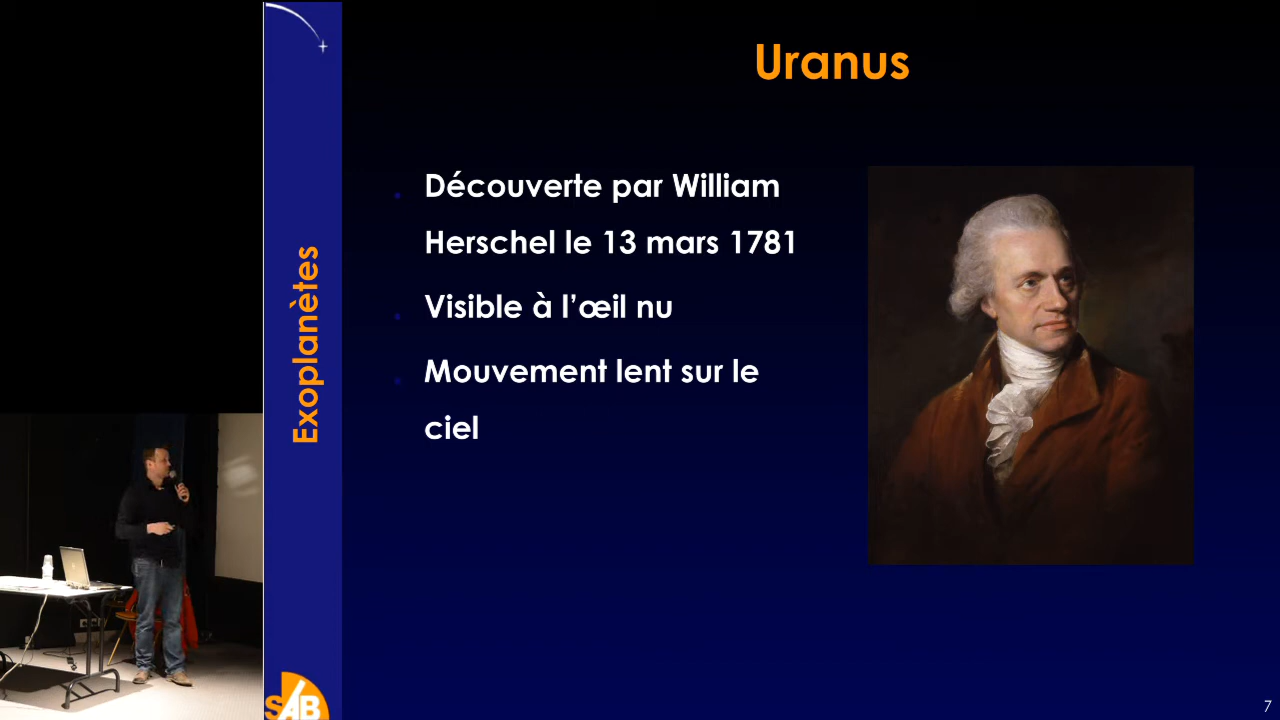 Uranus
Découverte par William
Herschel le 13 mars 1781
Visible à l'œil nu
Mouvement lent sur le
ciel
Exoplanètes
SAB
7